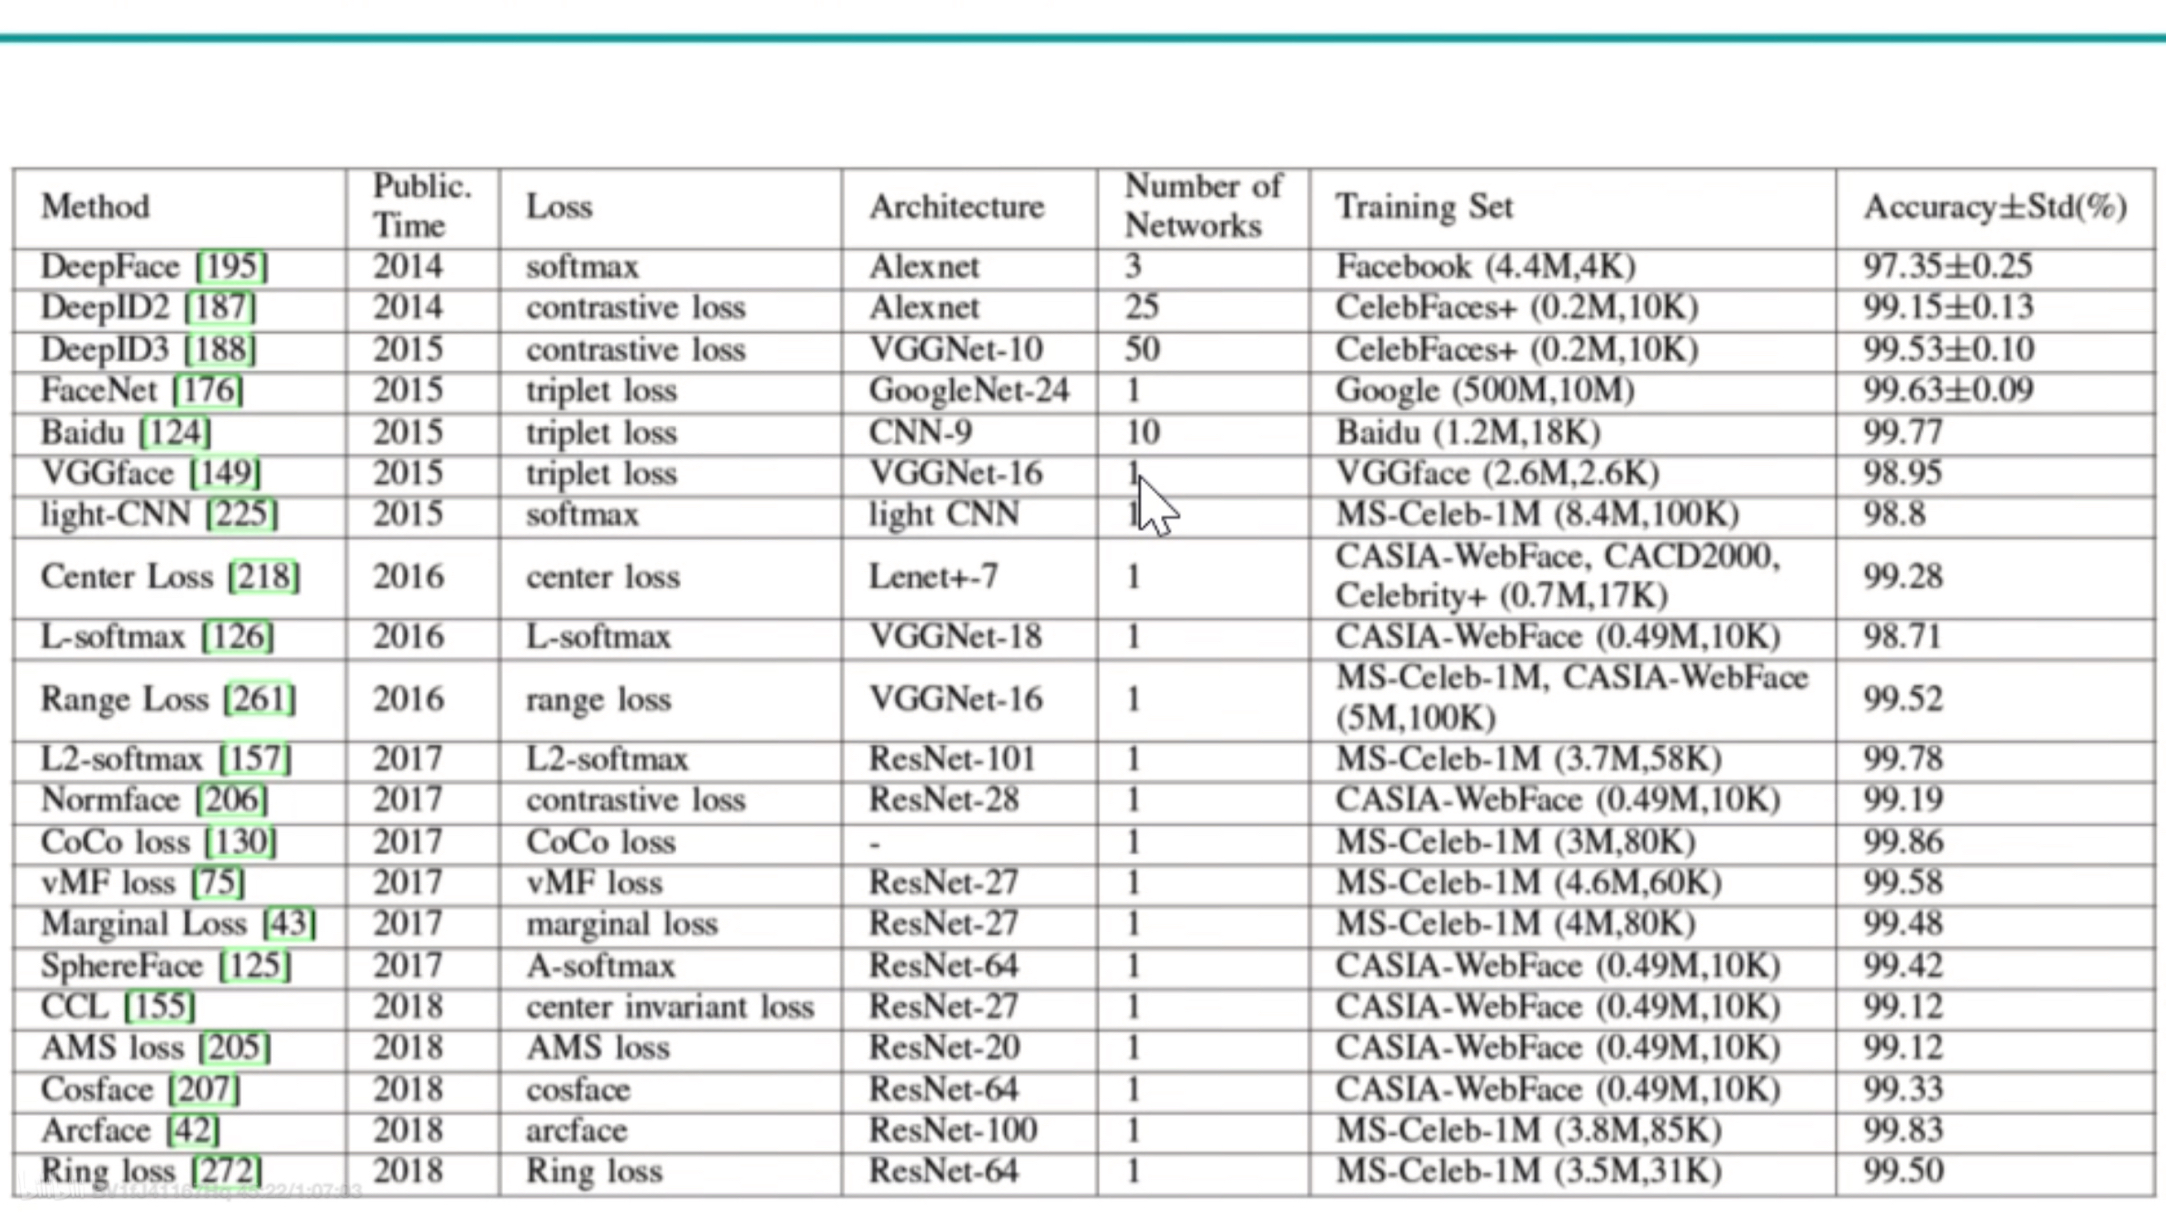 Method Public. Time Loss Architecture Number of Networks Training Set Accuracy±Std(%)
DeepFace [195] 2014 softmax Alexnet 3 Facebook (4.4M,4K) 97.35±0.25
DeepID2 [187] 2014 contrastive loss Alexnet 25 CelebFaces+ (0.2M,10K) 99.15±0.13
DeepID3 [188] 2015 contrastive loss VGGNet-10 50 CelebFaces+ (0.2M,10K) 99.53±0.10
FaceNet [176] 2015 triplet loss GoogleNet-24 1 Google (500M,10M) 99.63±0.09
Baidu [124] 2015 triplet loss CNN-9 10 Baidu (1.2M,18K) 99.77
VGGface [149] 2015 triplet loss VGGNet-16 1 VGGface (2.6M,2.6K) 98.95
light-CNN [225] 2015 softmax light CNN 1 MS-Celeb-1M (8.4M,100K) 98.8
Center Loss [218] 2016 center loss Lenet+-7 1 CASIA-WebFace, CACD2000, Celebrity+ (0.7M,17K) 99.28
L-softmax [126] 2016 L-softmax VGGNet-18 1 CASIA-WebFace (0.49M,10K) 98.71
Range Loss [261] 2016 range loss VGGNet-16 1 MS-Celeb-1M, CASIA-WebFace (5M,100K) 99.52
L2-softmax [157] 2017 L2-softmax ResNet-101 1 MS-Celeb-1M (3.7M,58K) 99.78
Normface [206] 2017 contrastive loss ResNet-28 1 CASIA-WebFace (0.49M,10K) 99.19
CoCo loss [130] 2017 CoCo loss - 1 MS-Celeb-1M (3M,80K) 99.86
vMF loss [75] 2017 vMF loss ResNet-27 1 MS-Celeb-1M (4.6M,60K) 99.58
Marginal Loss [43] 2017 marginal loss ResNet-27 1 MS-Celeb-1M (4M,80K) 99.48
SphereFace [125] 2017 A-softmax ResNet-64 1 CASIA-WebFace (0.49M,10K) 99.42
CCL [155] 2018 center invariant loss ResNet-27 1 CASIA-WebFace (0.49M,10K) 99.12
AMS loss [205] 2018 AMS loss ResNet-20 1 CASIA-WebFace (0.49M,10K) 99.12
Cosface [207] 2018 cosface ResNet-64 1 CASIA-WebFace (0.49M,10K) 99.33
Arcface [42] 2018 arcface ResNet-100 1 MS-Celeb-1M (3.8M,85K) 99.83
Ring loss [272] 2018 Ring loss ResNet-64 1 MS-Celeb-1M (3.5M,31K) 99.50